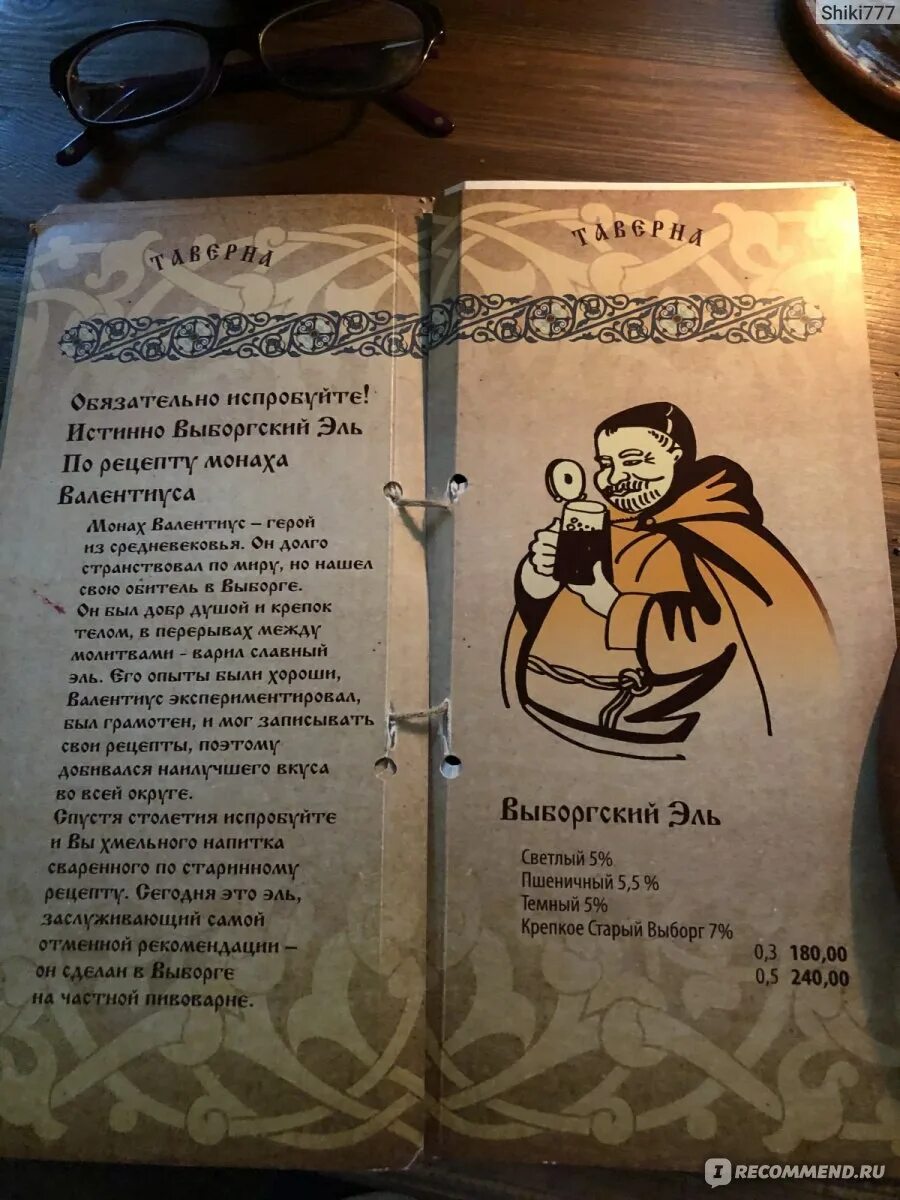 Shiki777
ТАВЕРНА
Обязательно испробуйте!
Истинно Выборгский Эль
По рецепту монаха
Валентиуса
Монах Валентиус – герой
из средневековья. Он долго
странствовал по миру, но нашел
свою обитель в Выборге.
Он был добр душой и крепок
телом, в перерывах между
молитвами - варил славный
эль. Его опыты были хороши,
Валентиус экспериментировал,
был грамотен, и мог записывать
свои рецепты, поэтому
добивался наилучшего вкуса
во всей округе.
Спустя столетия испробуйте
и Вы хмельного напитка
сваренного по старинному
рецепту. Сегодня это эль,
заслуживающий самой
отменной рекомендации –
он сделан в Выборге
на частной пивоварне.
ТАВЕРНА
Выборгский Эль
Светлый 5%
Пшеничный 5,5 %
Темный 5%
Крепкое Старый Выборг 7%
0,3 180,00
0,5 240,00
IRECOMMEND.RU